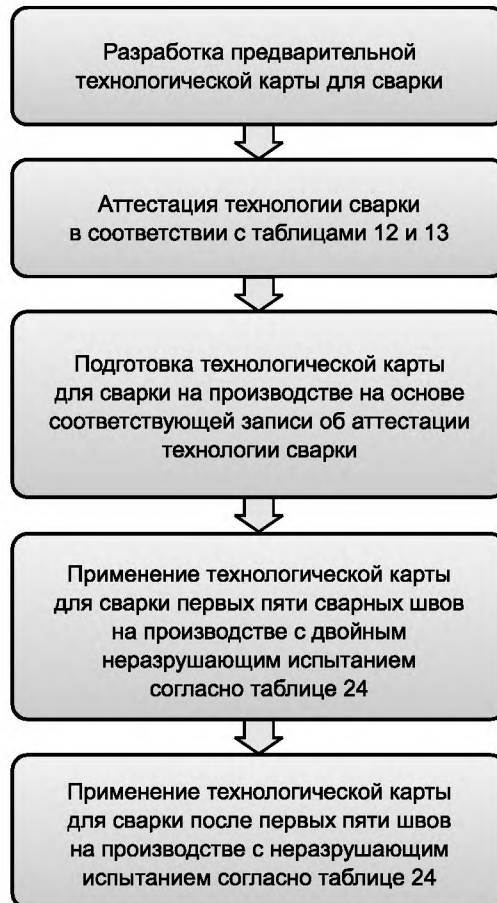 Разработка предварительной
технологической карты для сварки
Аттестация технологии сварки
в соответствии с таблицами 12 и 13
Подготовка технологической карты
для сварки на производстве на основе
соответствующей записи об аттестации
технологии сварки
Применение технологической карты
для сварки первых пяти сварных швов
на производстве с двойным
неразрушающим испытанием
согласно таблице 24
Применение технологической карты
для сварки после первых пяти швов
на производстве с неразрушающим
испытанием согласно таблице 24